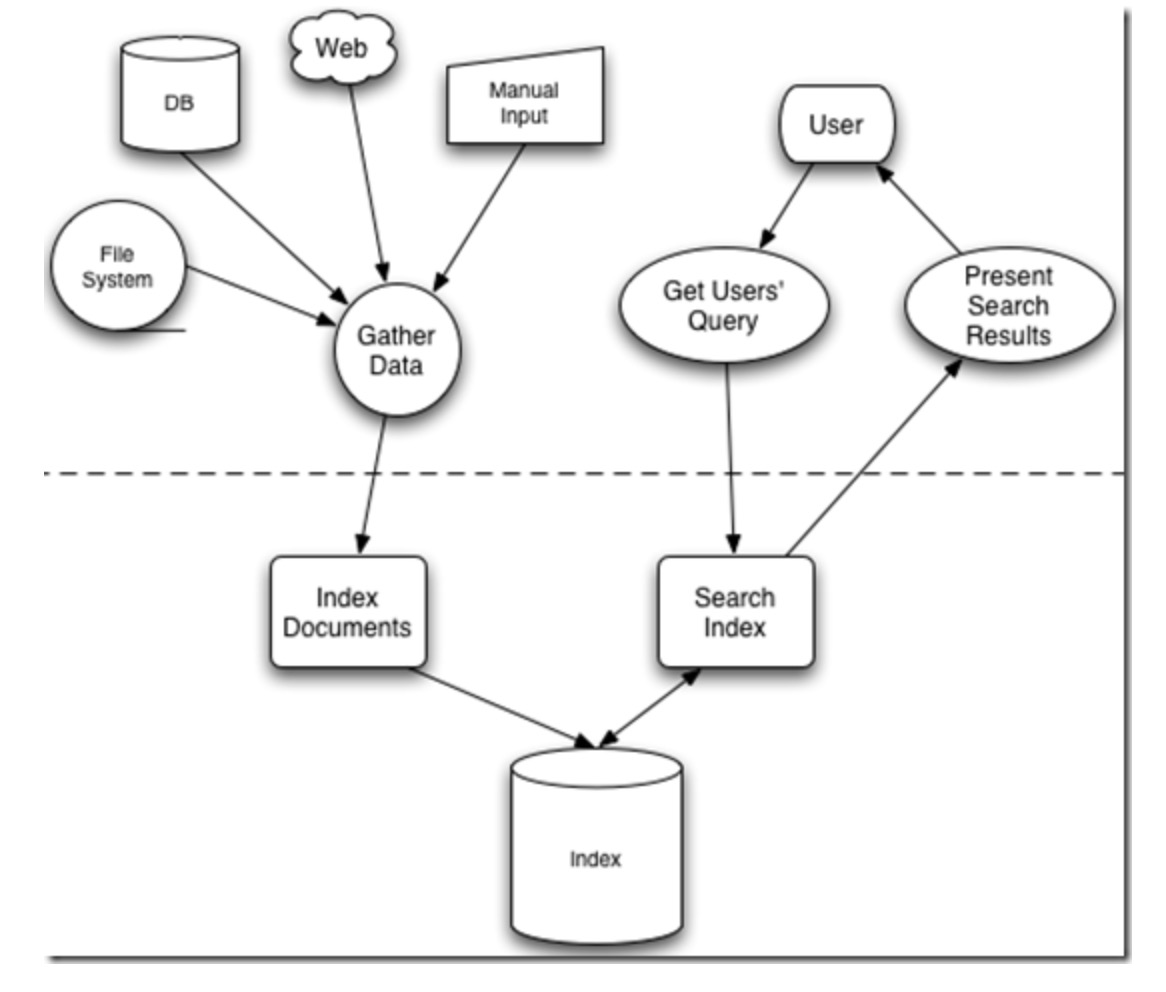 Web
DB
Manual
Input
User
File
System
Gather
Data
Get Users'
Query
Present
Search
Results
Index
Documents
Search
Index
Index